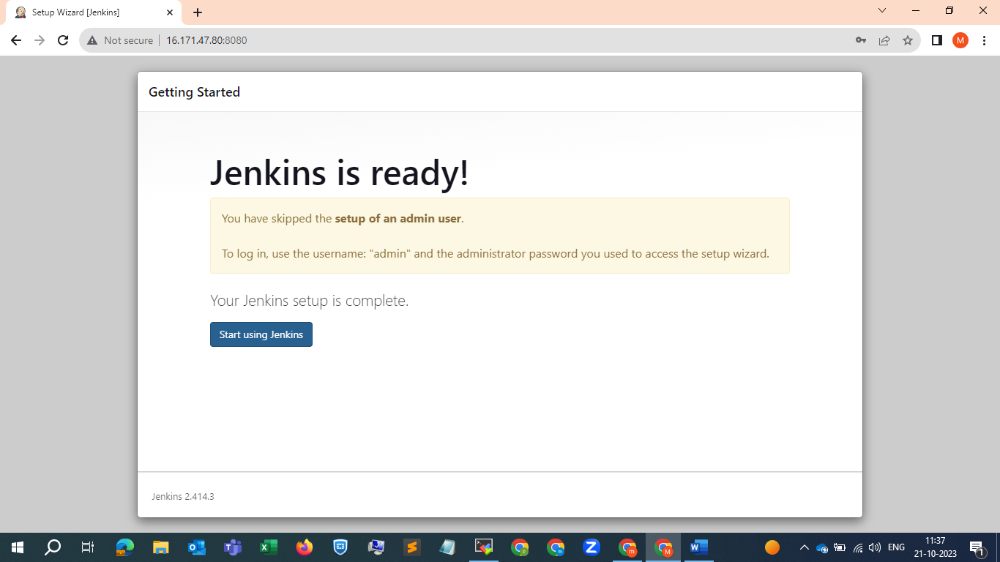 Setup Wizard [Jenkins]
Not secure
16.171.47.80:8080
M
Getting Started
Jenkins is ready!
You have skipped the setup of an admin user.
To log in, use the username: "admin" and the administrator password you used to access the setup wizard.
Your Jenkins setup is complete.
Start using Jenkins
Jenkins 2.414.3
ENG
11:37
21-10-2023
1